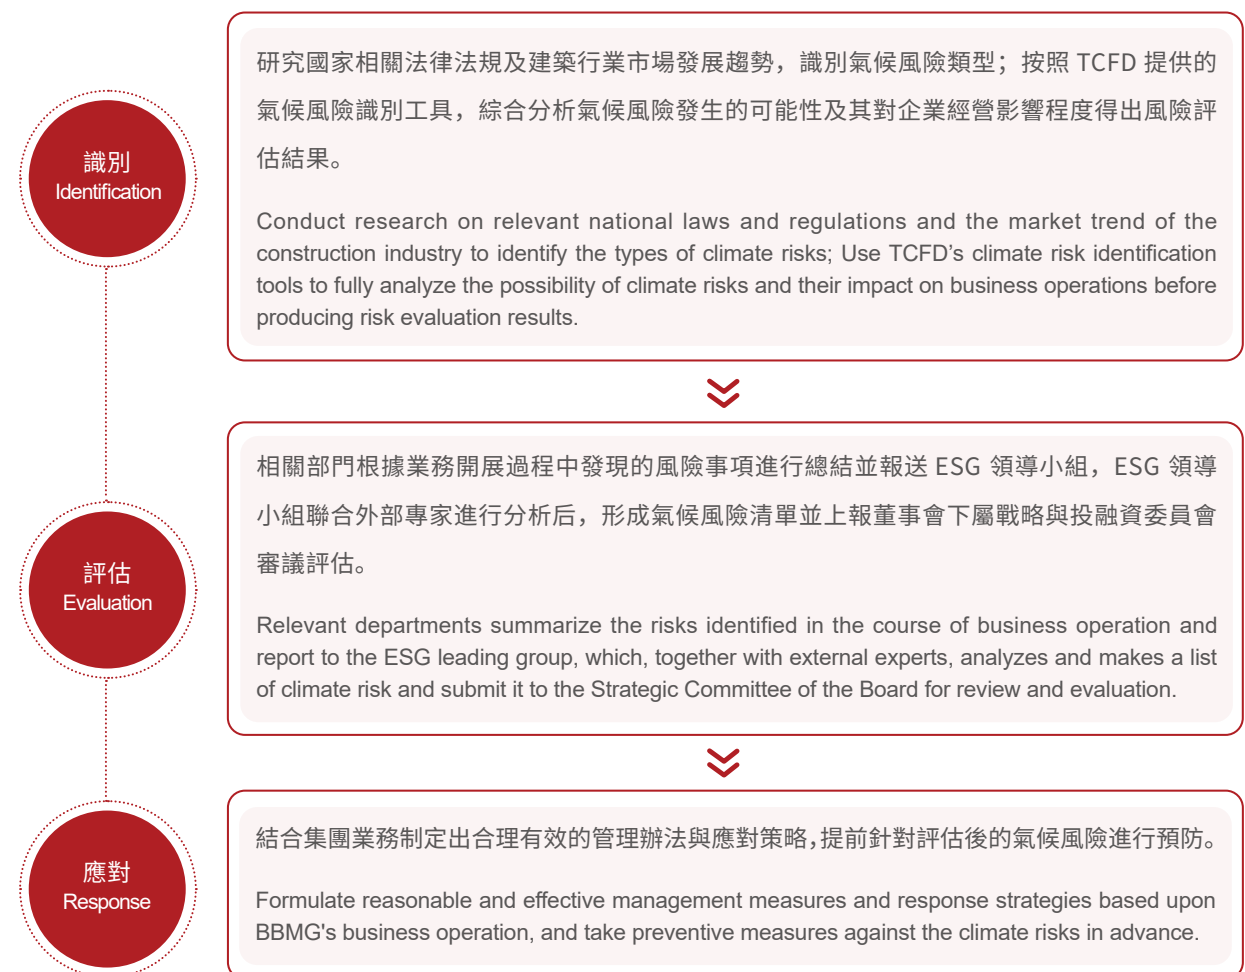 識別
Identification
研究國家相關法律法規及建築行業市場發展趨勢，識別氣候風險類型；按照 TCFD 提供的
氣候風險識別工具，綜合分析氣候風險發生的可能性及其對企業經營影響程度得出風險評
估結果。
Conduct research on relevant national laws and regulations and the market trend of the
construction industry to identify the types of climate risks; Use TCFD’s climate risk identification
tools to fully analyze the possibility of climate risks and their impact on business operations before
producing risk evaluation results.
評估
Evaluation
相關部門根據業務開展過程中發現的風險事項進行總結並報送 ESG 領導小組，ESG 領導
小組聯合外部專家進行分析后，形成氣候風險清單並上報董事會下屬戰略與投融資委員會
審議評估。
Relevant departments summarize the risks identified in the course of business operation and
report to the ESG leading group, which, together with external experts, analyzes and makes a list
of climate risk and submit it to the Strategic Committee of the Board for review and evaluation.
應對
Response
結合集團業務制定出合理有效的管理辦法與應對策略，提前針對評估後的氣候風險進行預防。
Formulate reasonable and effective management measures and response strategies based upon
BBMG's business operation, and take preventive measures against the climate risks in advance.